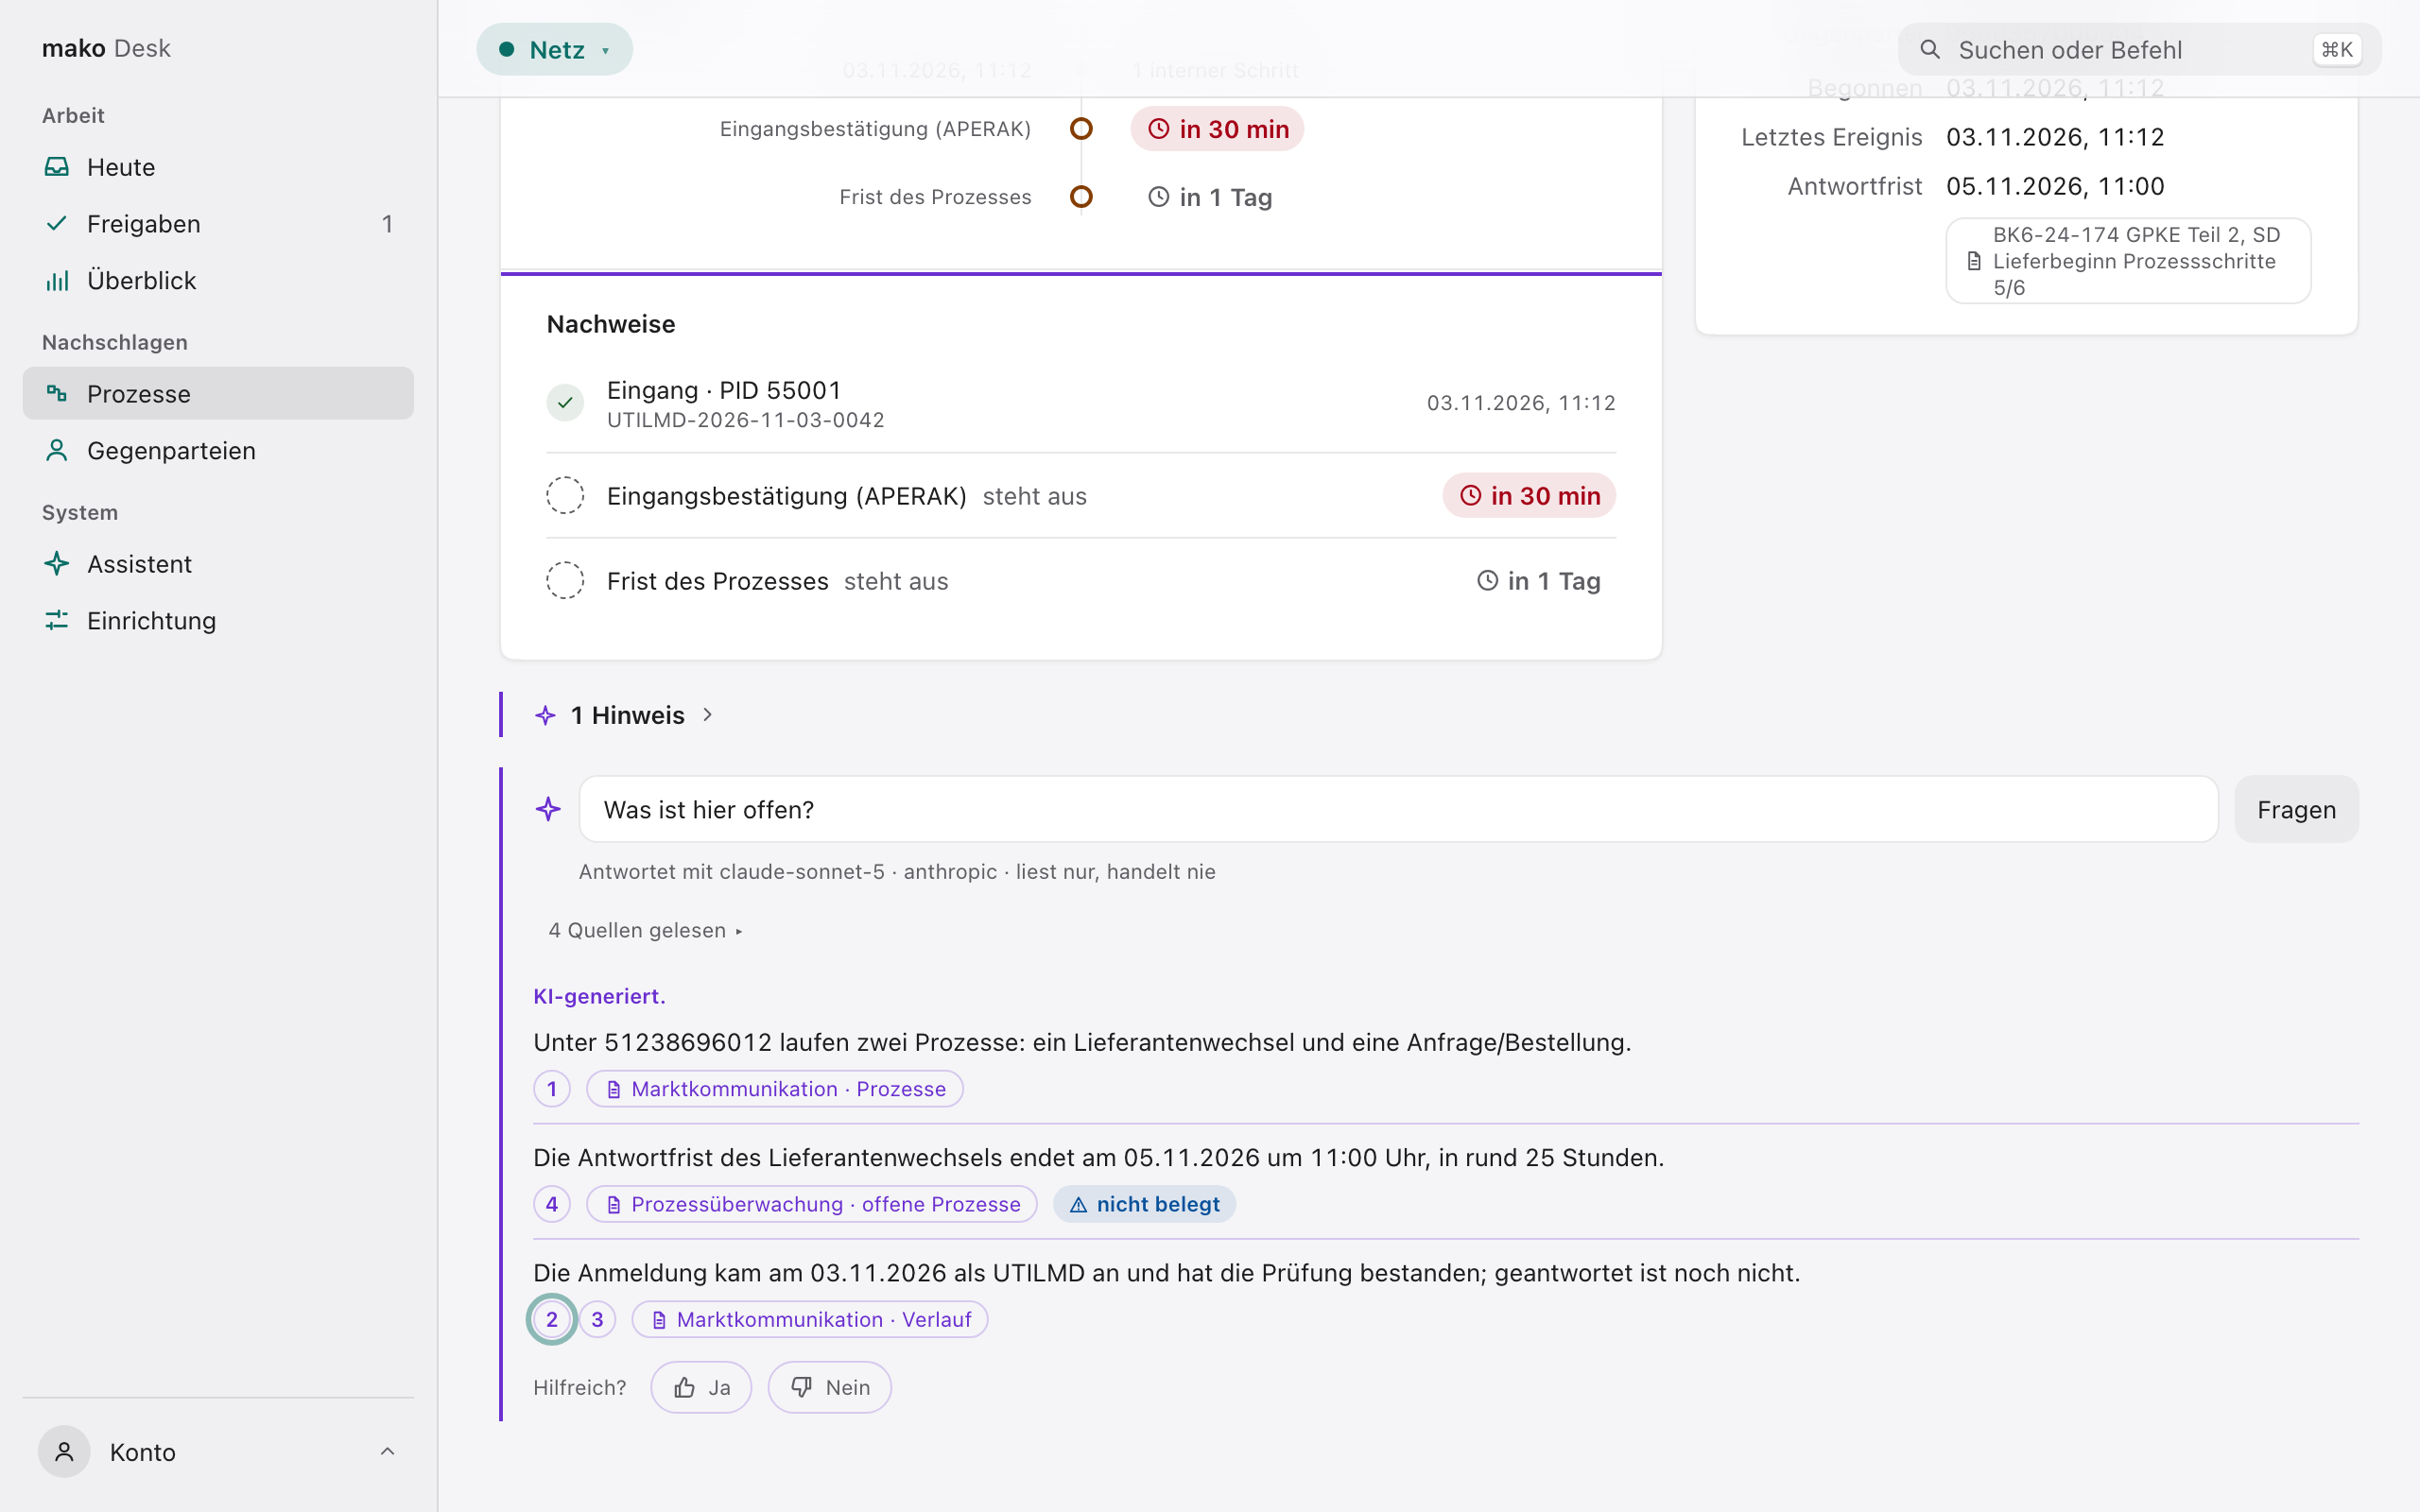 mako Desk
Arbeit
Heute
Freigaben 1
Überblick
Nachschlagen
Prozesse
Gegenparteien
System
Assistent
Einrichtung
Konto
Netz
Suchen oder Befehl ⌘K
03.11.2026, 11:12 1 interner Schritt
Eingangsbestätigung (APERAK) in 30 min
Frist des Prozesses in 1 Tag
Nachweise
Eingang · PID 55001
UTILMD-2026-11-03-0042
03.11.2026, 11:12
Eingangsbestätigung (APERAK) steht aus in 30 min
Frist des Prozesses steht aus in 1 Tag
Begonnen 03.11.2026, 11:12
Letztes Ereignis 03.11.2026, 11:12
Antwortfrist 05.11.2026, 11:00
BK6-24-174 GPKE Teil 2, SD
Lieferbeginn Prozessschritte
5/6
1 Hinweis
Was ist hier offen?
Fragen
Antwortet mit claude-sonnet-5 · anthropic · liest nur, handelt nie
4 Quellen gelesen
KI-generiert.
Unter 51238696012 laufen zwei Prozesse: ein Lieferantenwechsel und eine Anfrage/Bestellung.
1 Marktkommunikation · Prozesse
Die Antwortfrist des Lieferantenwechsels endet am 05.11.2026 um 11:00 Uhr, in rund 25 Stunden.
4 Prozessüberwachung · offene Prozesse nicht belegt
Die Anmeldung kam am 03.11.2026 als UTILMD an und hat die Prüfung bestanden; geantwortet ist noch nicht.
2 3 Marktkommunikation · Verlauf
Hilfreich? Ja Nein